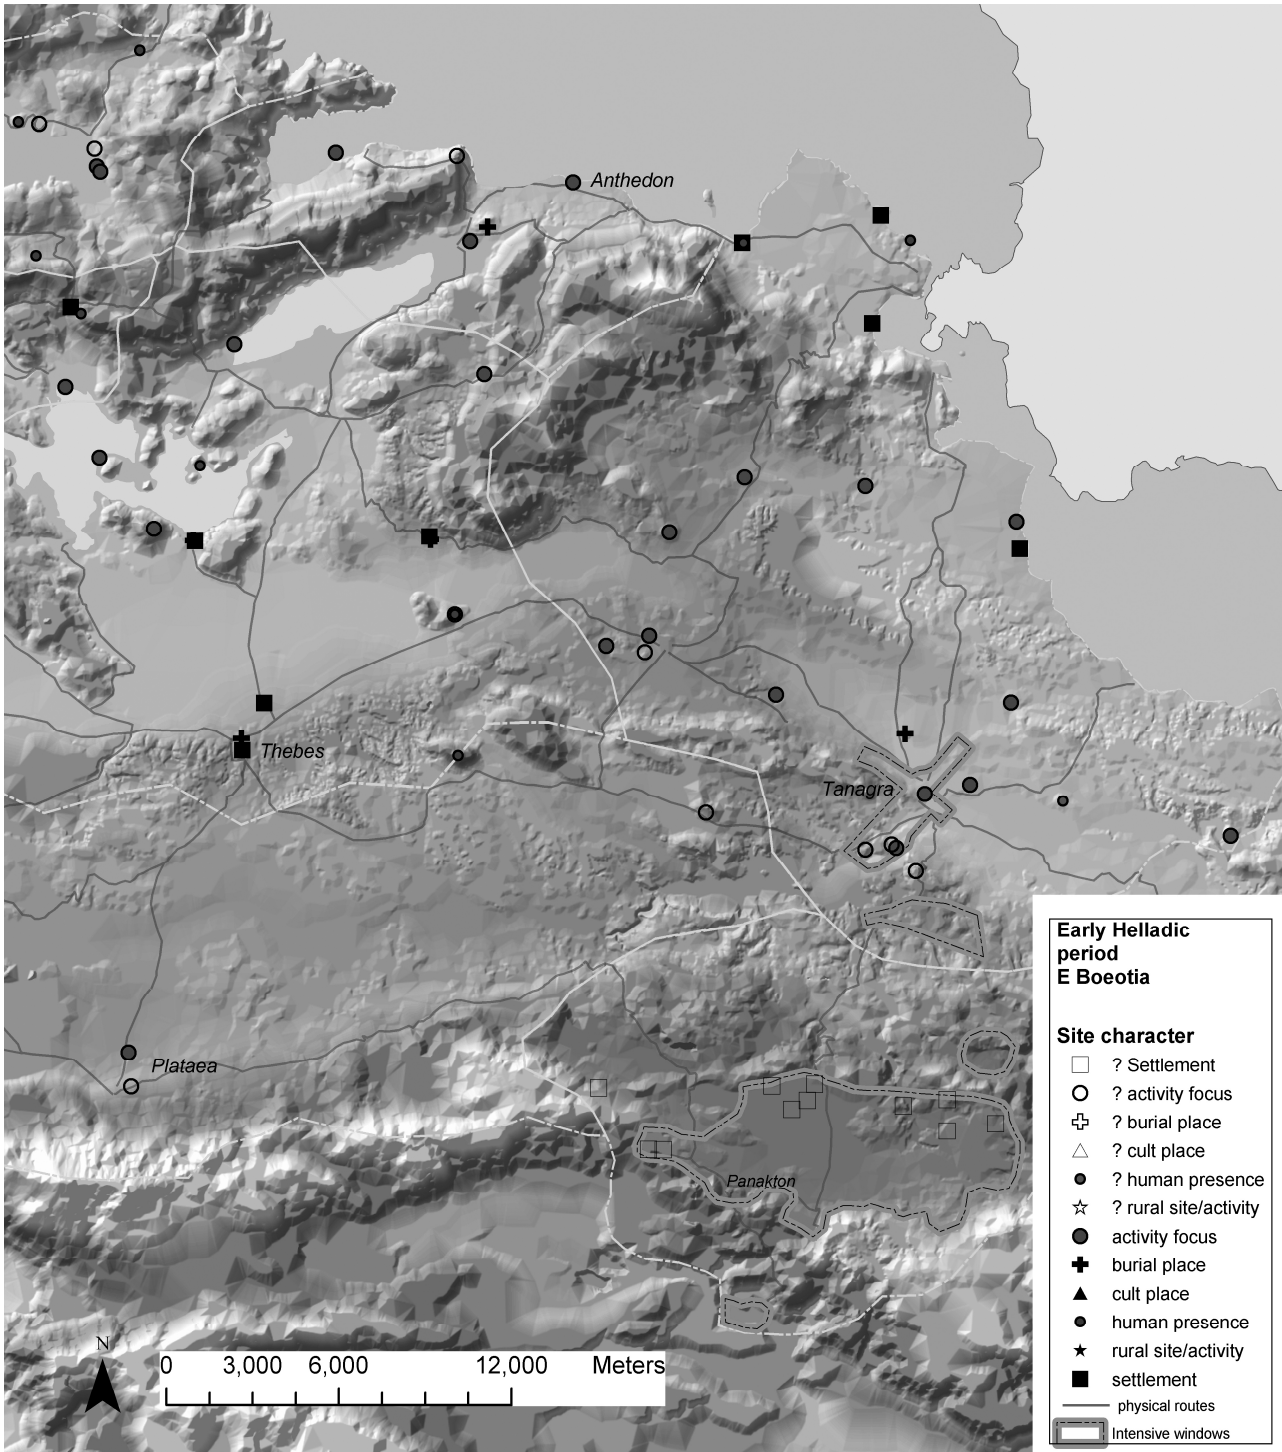 Anthedon
Thebes
Tanagra
Plataea
Panakton
Early Helladic
period
E Boeotia
Site character
? Settlement
? activity focus
? burial place
? cult place
? human presence
? rural site/activity
activity focus
burial place
cult place
human presence
rural site/activity
settlement
physical routes
Intensive windows
N
0 3,000 6,000 12,000 Meters